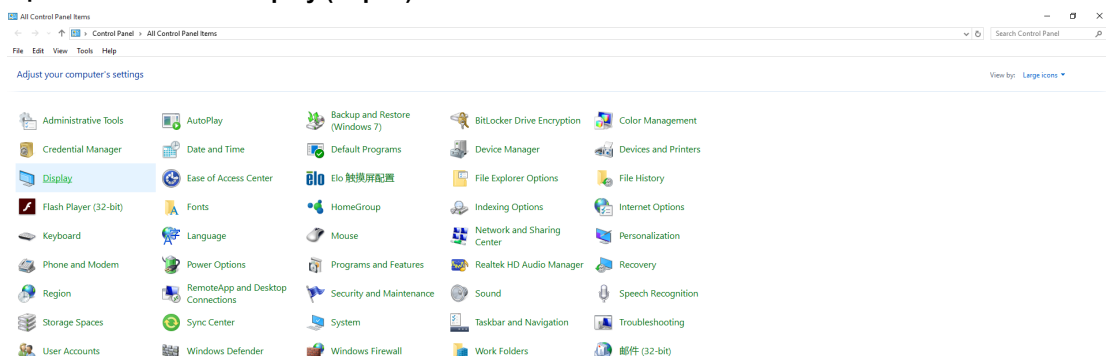 All Control Panel Items
Control Panel › All Control Panel Items
Search Control Panel
File Edit View Tools Help
Adjust your computer's settings
View by: Large icons
Administrative Tools
AutoPlay
Backup and Restore
(Windows 7)
BitLocker Drive Encryption
Color Management
Credential Manager
Date and Time
Default Programs
Device Manager
Devices and Printers
Display
Ease of Access Center
elo
Elo 触摸屏配置
File Explorer Options
File History
Flash Player (32-bit)
Fonts
HomeGroup
Indexing Options
Internet Options
Keyboard
Language
Mouse
Network and Sharing
Center
Personalization
Phone and Modem
Power Options
Programs and Features
Realtek HD Audio Manager
Recovery
Region
RemoteApp and Desktop
Connections
Security and Maintenance
Sound
Speech Recognition
Storage Spaces
Sync Center
System
Taskbar and Navigation
Troubleshooting
User Accounts
Windows Defender
Windows Firewall
Work Folders
邮件 (32-bit)